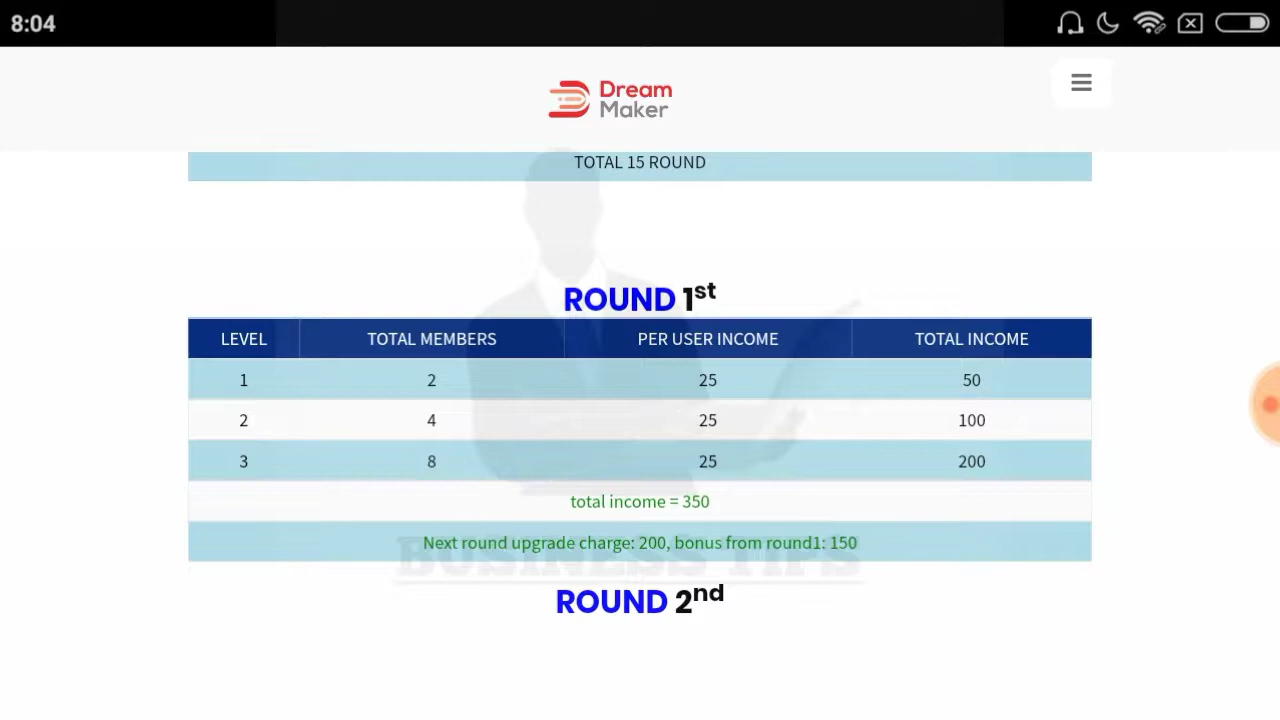 8:04
Dream
Maker
TOTAL 15 ROUND
ROUND 1st
LEVEL TOTAL MEMBERS PER USER INCOME TOTAL INCOME
1 2 25 50
2 4 25 100
3 8 25 200
total income = 350
Next round upgrade charge: 200, bonus from round1: 150
BUSINESS TIPS
ROUND 2nd